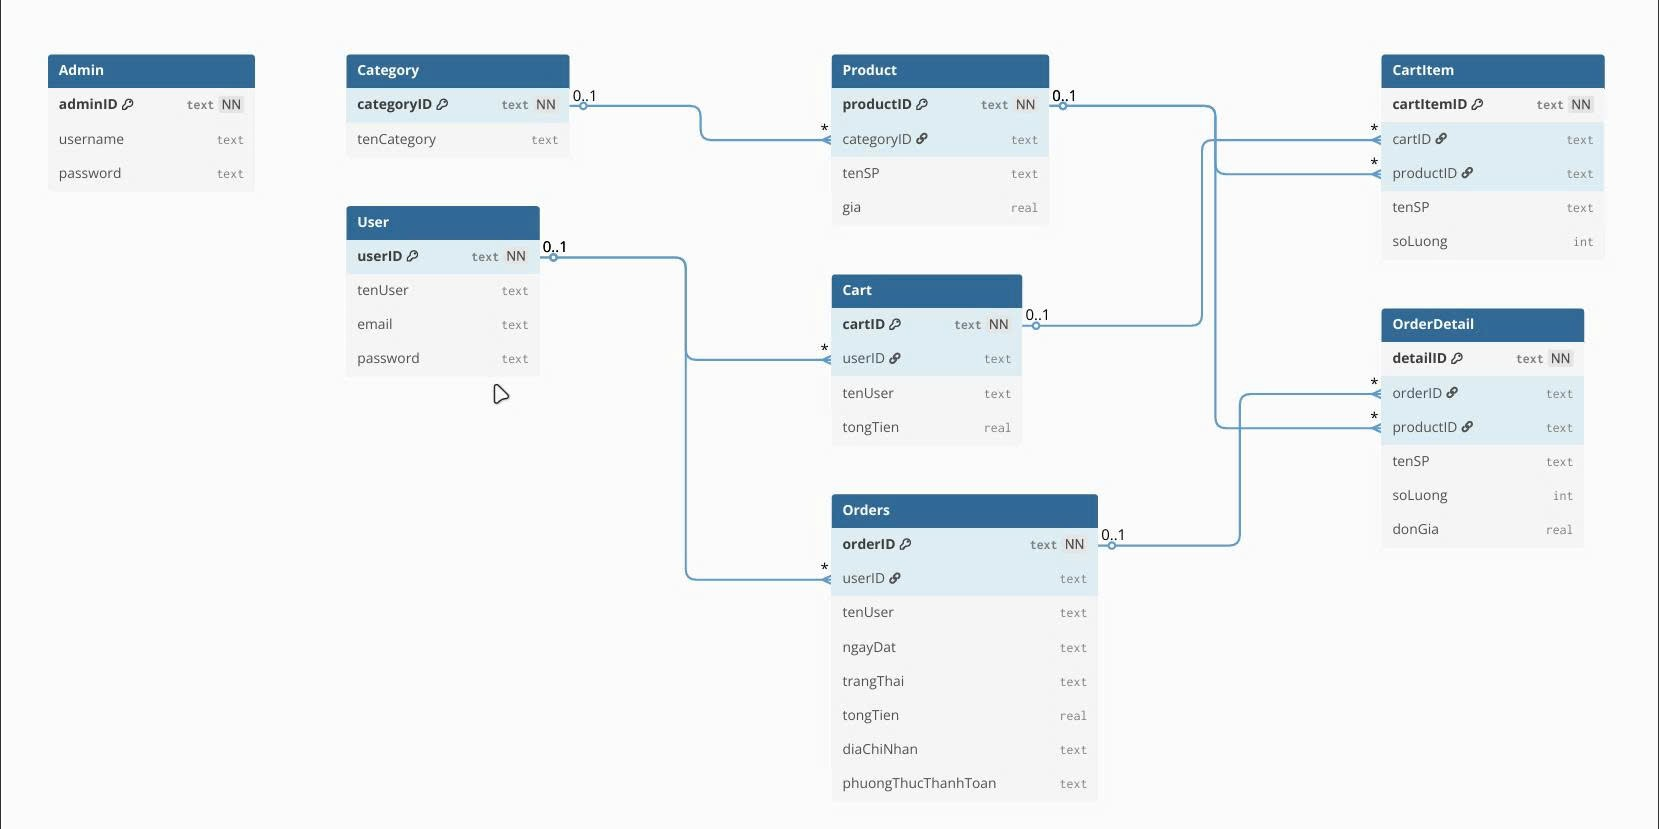 Admin
adminID text NN
username text
password text
Category
categoryID text NN
tenCategory text
0..1
User
userID text NN
tenUser text
email text
password text
0..1
*
Product
productID text NN
categoryID text
tenSP text
gia real
0..1
*
Cart
cartID text NN
userID text
tenUser text
tongTien real
0..1
*
Orders
orderID text NN
userID text
tenUser text
ngayDat text
trangThai text
tongTien real
diaChiNhan text
phuongThucThanhToan text
0..1
*
*
CartItem
cartItemID text NN
cartID text
productID text
tenSP text
soLuong int
*
*
OrderDetail
detailID text NN
orderID text
productID text
tenSP text
soLuong int
donGia real